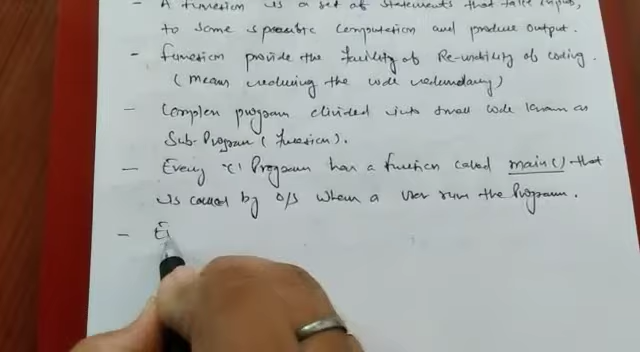 - A function is a set of statements that take inputs,
to some specific computation and produce output.
- Function provide the facility of Re-usability of coding.
(means reducing the code redundancy)
- Complex program divided into small code known as
Sub-Program (function).
- Every 'C' Program has a function called main() that
is called by O/S when a user run the Program.
-